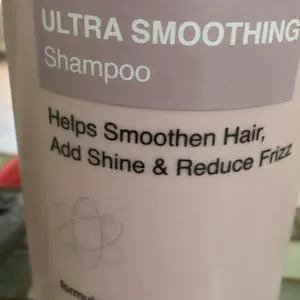 ULTRA SMOOTHING
Shampoo
Helps Smoothen Hair,
Add Shine & Reduce Frizz